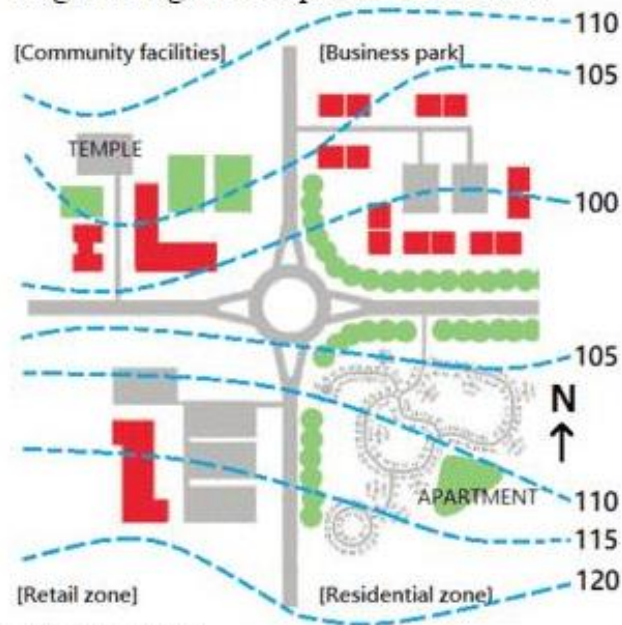 110
[Community facilities]
[Business park]
105
TEMPLE
100
105
N
APARTMENT
110
115
120
[Retail zone]
[Residential zone]